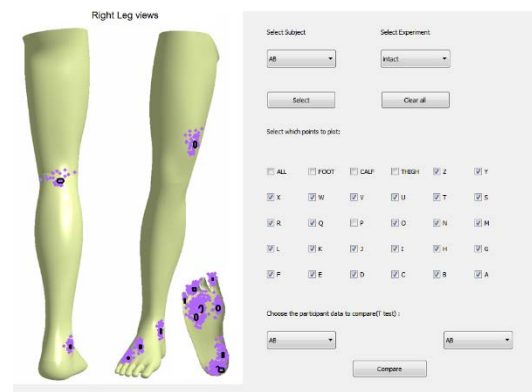 Right Leg views
Select Subject Select Experiment
AB intact
Select Clear all
Select which points to plot:
ALL FOOT CALF THIGH Z Y
X W V U T S
R Q P O N M
L K J I H G
F E D C B A
Choose the participant data to compare(T test) :
AB AB
Compare